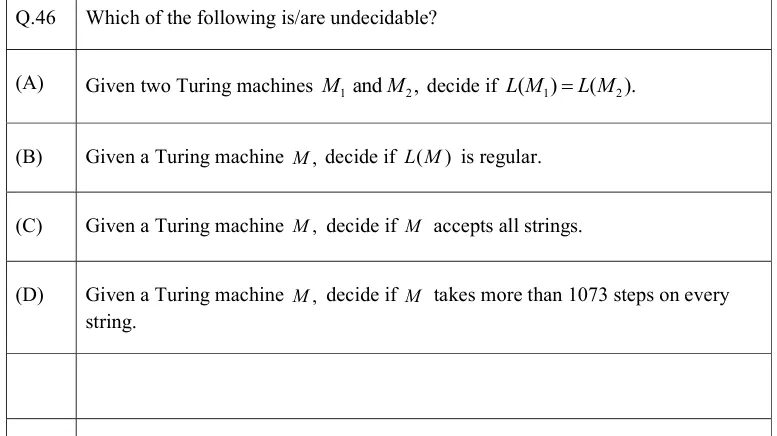 Q.46 Which of the following is/are undecidable?
(A) Given two Turing machines M₁ and M₂, decide if L(M₁) = L(M₂).
(B) Given a Turing machine M, decide if L(M) is regular.
(C) Given a Turing machine M, decide if M accepts all strings.
(D) Given a Turing machine M, decide if M takes more than 1073 steps on every
string.